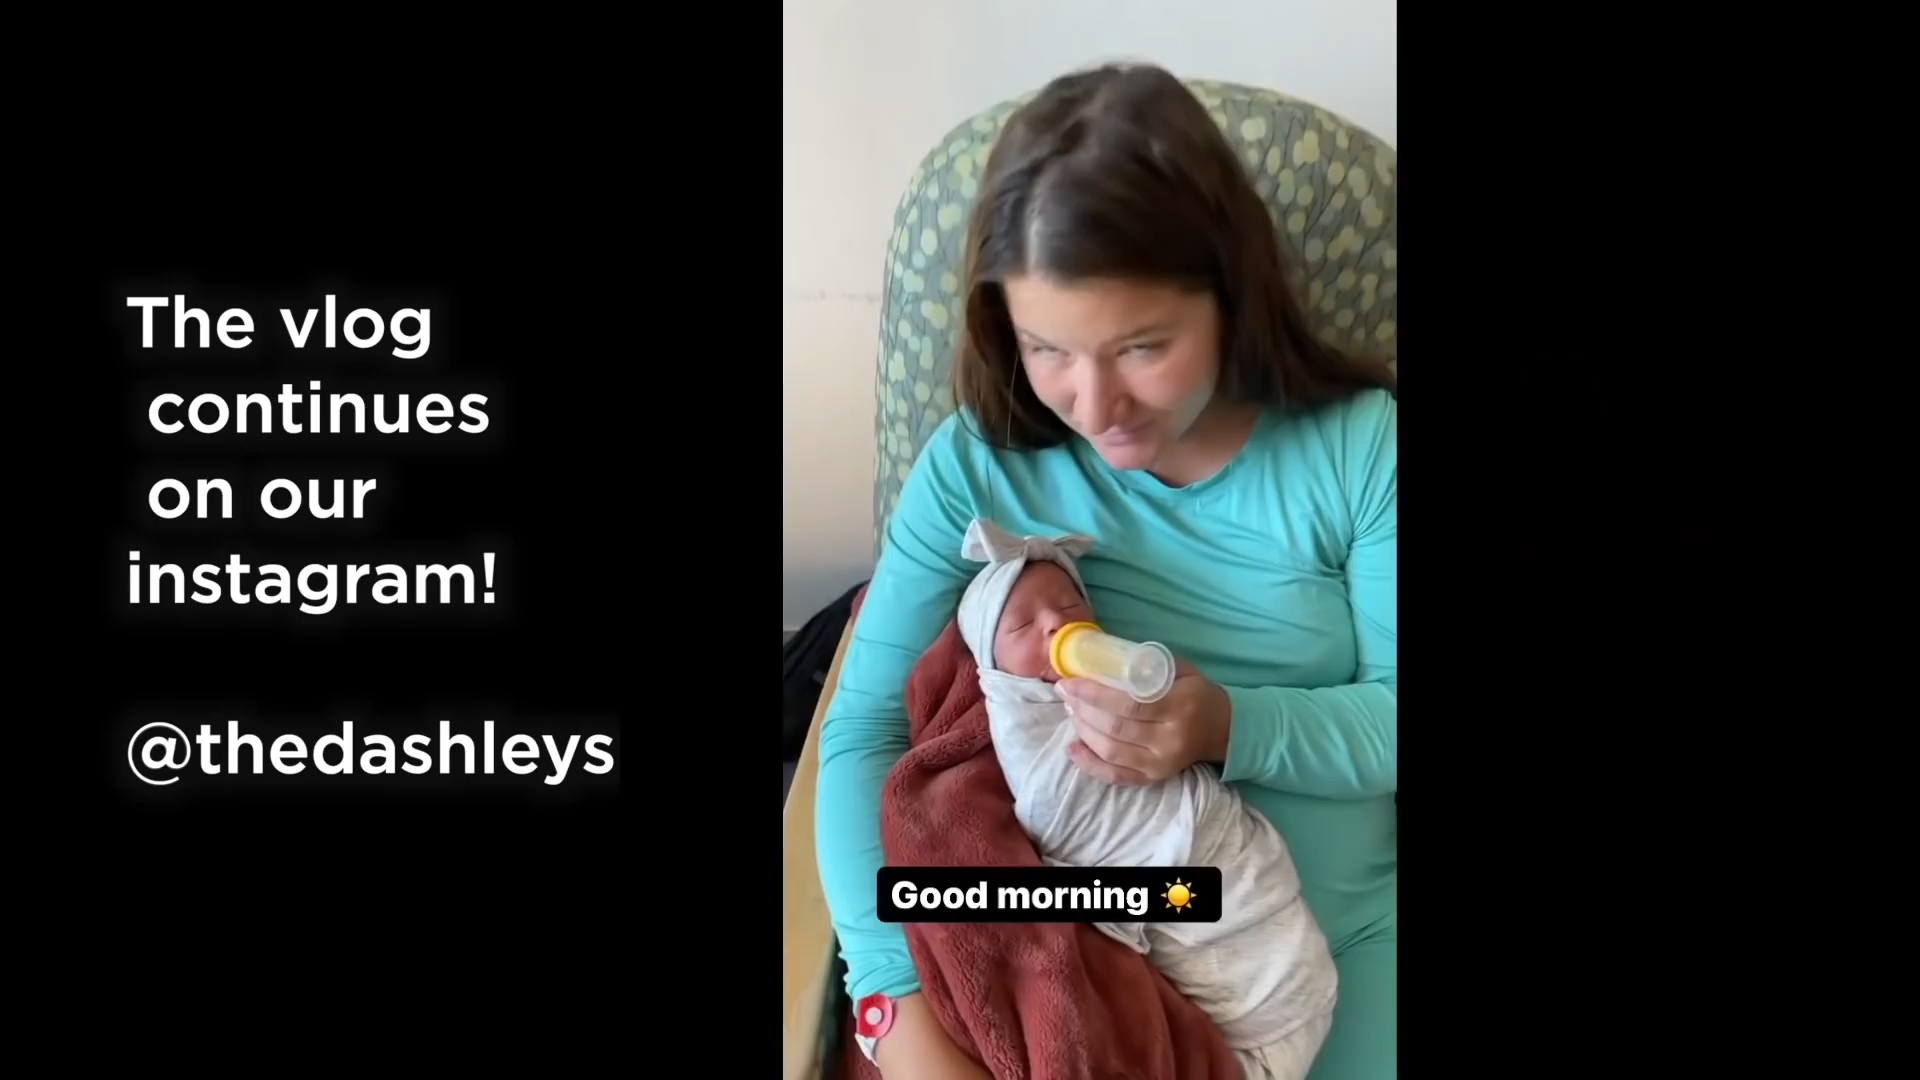 The vlog
continues
on our
instagram!
@thedashleys
Good morning ☀️